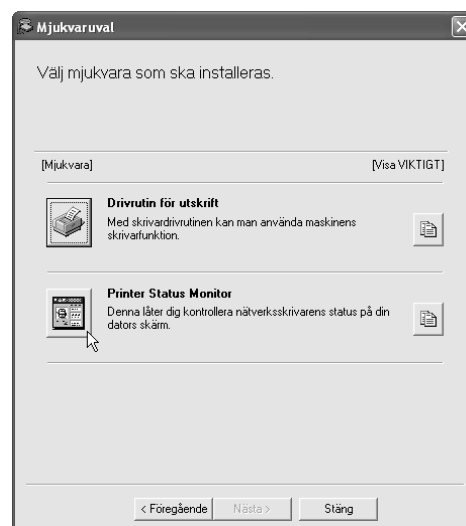 Mjukvaruval
Välj mjukvara som ska installeras.
[Mjukvara] [Visa VIKTIGT]
Drivrutin för utskrift
Med skrivardrivrutinen kan man använda maskinens
skrivarfunktion.
Printer Status Monitor
Denna låter dig kontrollera nätverksskrivarens status på din
dators skärm.
< Föregående Nästa > Stäng